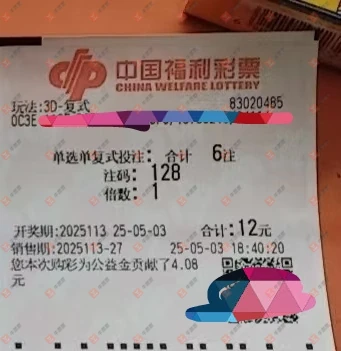 中国福利彩票
CHINA WELFARE LOTTERY
玩法:3D-复式 83020485
0C3E
单选单复式投注: 合计 6注
注码: 128
倍数: 1
开奖期:2025113 25-05-03 合计:12元
销售期:2025113-27 25-05-03 18:40:20
您本次购彩为公益金贡献了4.08
元